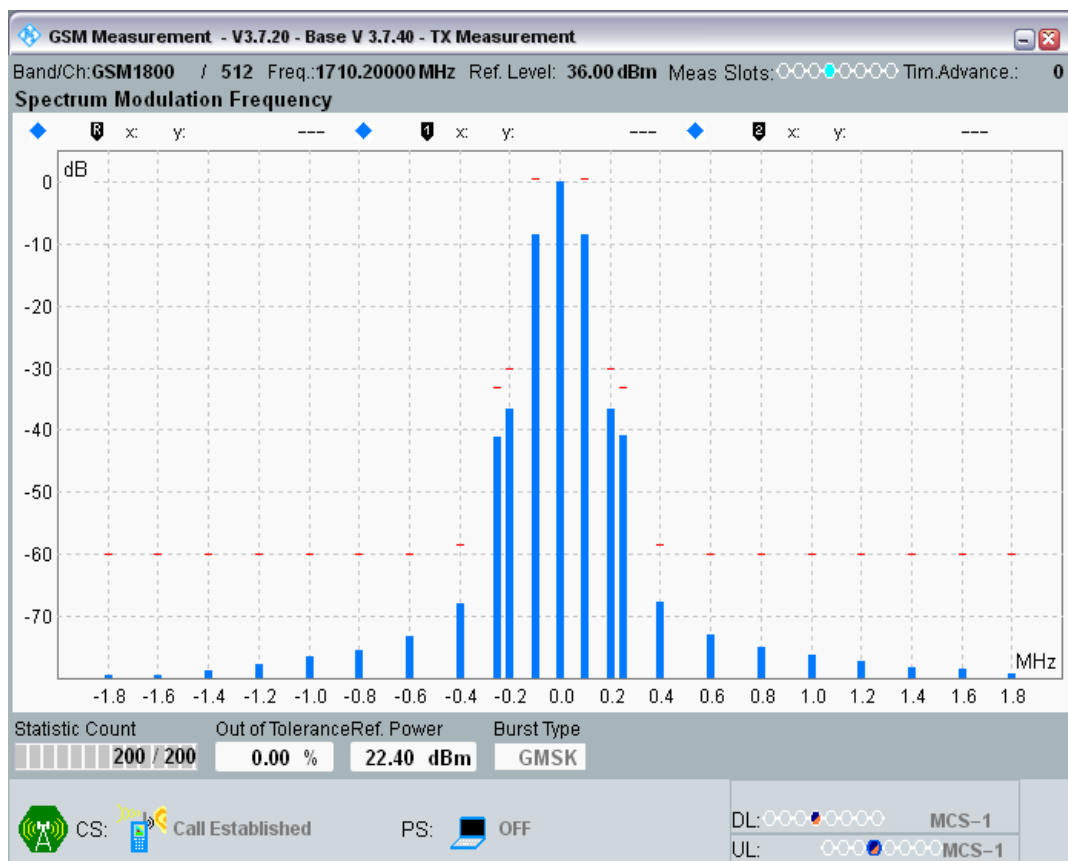 GSM Measurement - V3.7.20 - Base V 3.7.40 - TX Measurement
Band/Ch:GSM1800 / 512 Freq.:1710.20000 MHz Ref. Level: 36.00 dBm Meas Slots: Tim.Advance.: 0
Spectrum Modulation Frequency
R x: y: --- 1 x: y: --- 2 x: y: ---
dB
0
-10
-20
-30
-40
-50
-60
-70
MHz
-1.8 -1.6 -1.4 -1.2 -1.0 -0.8 -0.6 -0.4 -0.2 0.0 0.2 0.4 0.6 0.8 1.0 1.2 1.4 1.6 1.8
Statistic Count Out of Tolerance Ref. Power Burst Type
200 / 200 0.00 % 22.40 dBm GMSK
CS: Call Established PS: OFF DL: MCS-1
UL: MCS-1